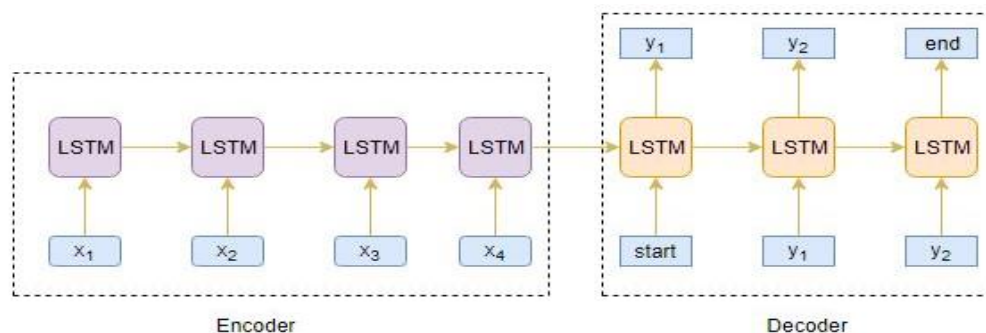 y₁ y₂ end
LSTM LSTM LSTM LSTM LSTM LSTM LSTM
x₁ x₂ x₃ x₄ start y₁ y₂
Encoder Decoder